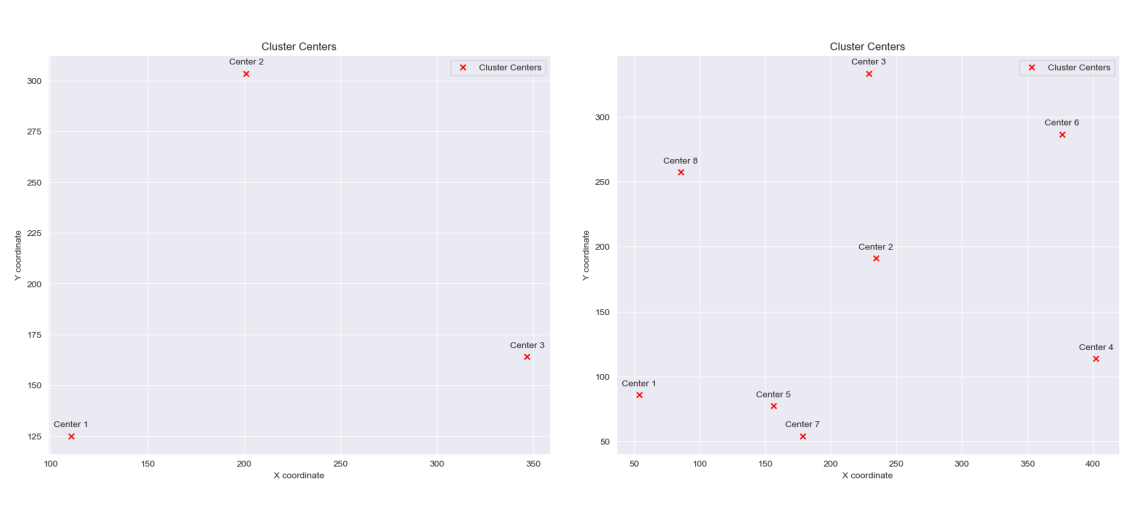 Cluster Centers
Center 2
Cluster Centers
300
275
250
225
200
175
150
125
Y coordinate
Center 3
Center 1
100
150
200
250
300
350
X coordinate
Cluster Centers
Center 3
Cluster Centers
300
250
200
150
100
50
Y coordinate
Center 6
Center 8
Center 2
Center 4
Center 1
Center 5
Center 7
50
100
150
200
250
300
350
400
X coordinate